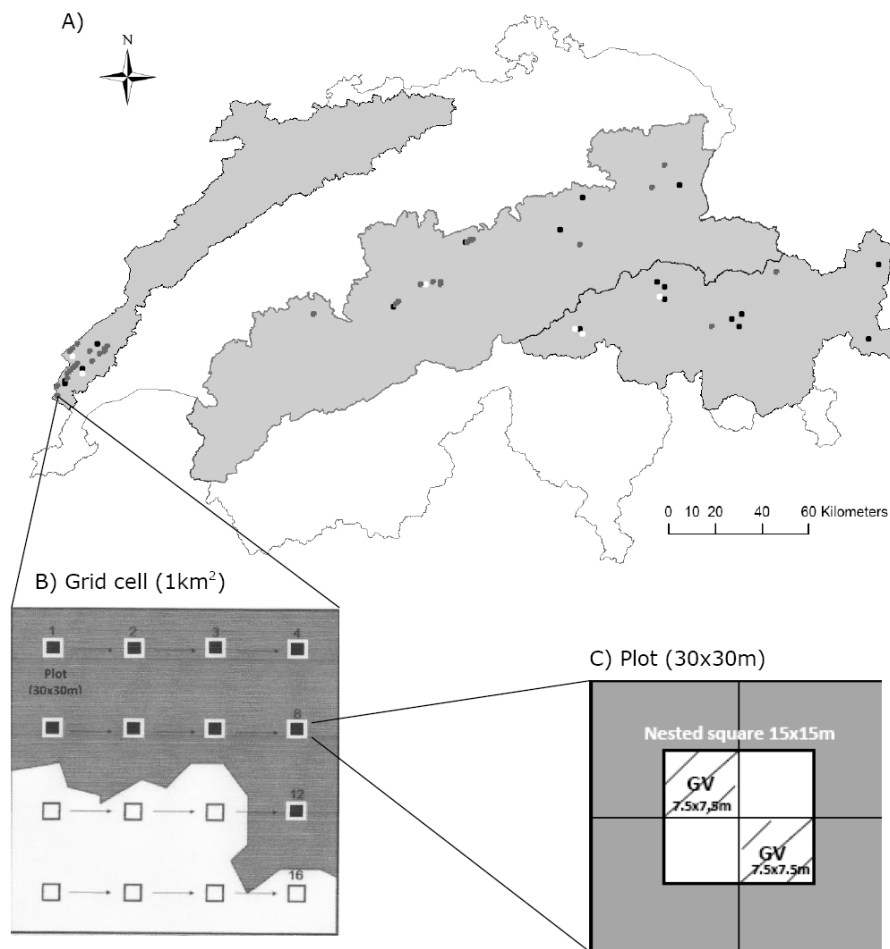 A)
N
0 10 20 40 60 Kilometers
B) Grid cell (1km²)
1 2 3 4
Plot
(30x30m)
8
12
16
C) Plot (30x30m)
Nested square 15x15m
GV
7.5x7,5m
GV
7.5x7.5m